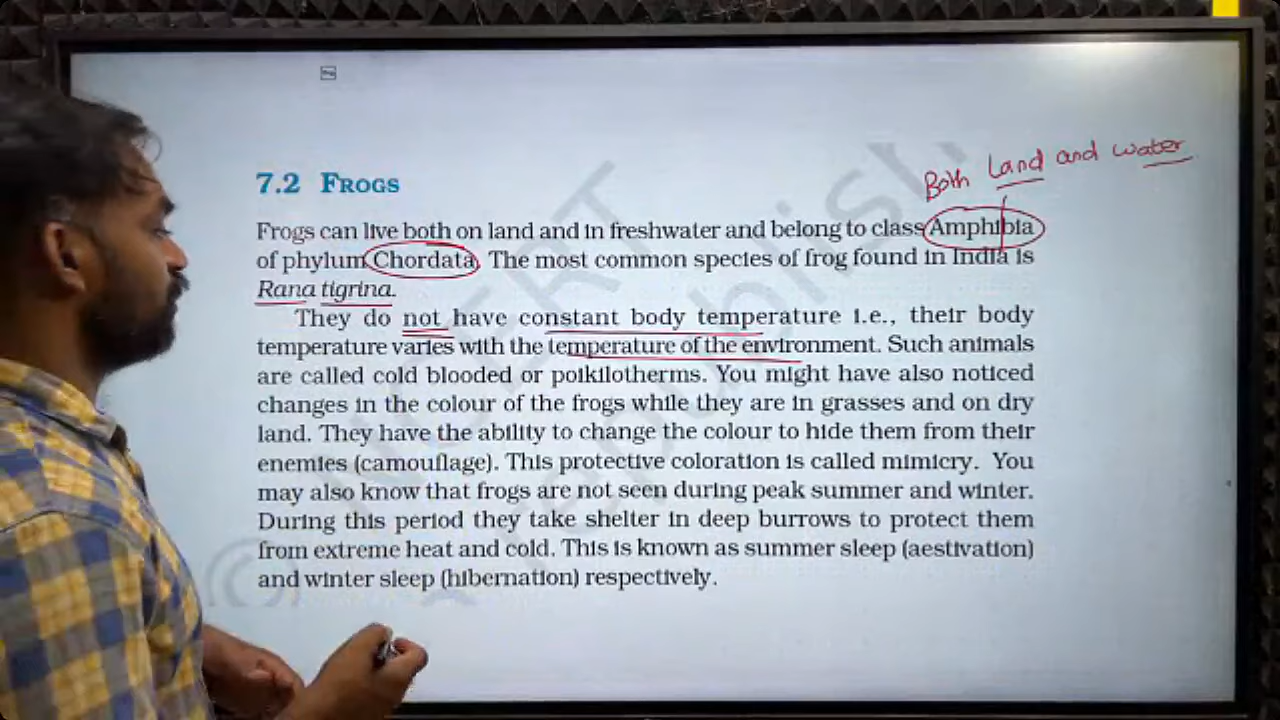 Both Land and water
7.2 FROGS
Frogs can live both on land and in freshwater and belong to class Amphibia
of phylum Chordata. The most common species of frog found in India is
Rana tigrina.
They do not have constant body temperature i.e., their body
temperature varies with the temperature of the environment. Such animals
are called cold blooded or poikilotherms. You might have also noticed
changes in the colour of the frogs while they are in grasses and on dry
land. They have the ability to change the colour to hide them from their
enemies (camouflage). This protective coloration is called mimicry. You
may also know that frogs are not seen during peak summer and winter.
During this period they take shelter in deep burrows to protect them
from extreme heat and cold. This is known as summer sleep (aestivation)
and winter sleep (hibernation) respectively.